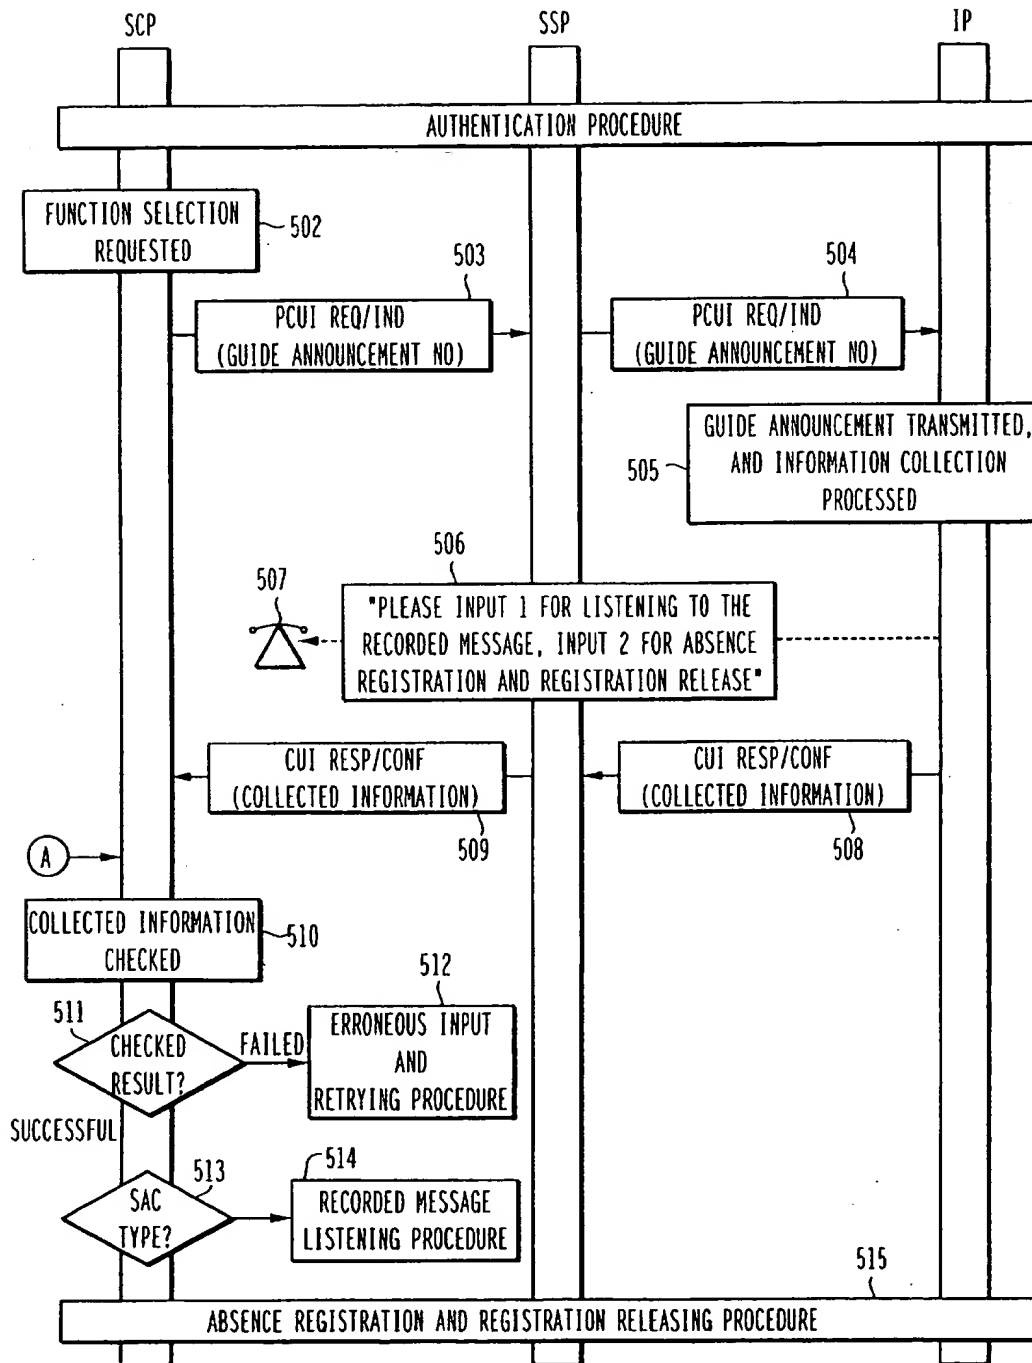 SCP
SSP
IP
AUTHENTICATION PROCEDURE
FUNCTION SELECTION
REQUESTED
502
503
PCUI REQ/IND
(GUIDE ANNOUNCEMENT NO)
504
PCUI REQ/IND
(GUIDE ANNOUNCEMENT NO)
GUIDE ANNOUNCEMENT TRANSMITTED,
AND INFORMATION COLLECTION
PROCESSED
505
506
507
"PLEASE INPUT 1 FOR LISTENING TO THE
RECORDED MESSAGE, INPUT 2 FOR ABSENCE
REGISTRATION AND REGISTRATION RELEASE"
CUI RESP/CONF
(COLLECTED INFORMATION)
509
CUI RESP/CONF
(COLLECTED INFORMATION)
508
A
COLLECTED INFORMATION
CHECKED
510
511
CHECKED
RESULT?
FAILED
512
ERRONEOUS INPUT
AND
RETRYING PROCEDURE
SUCCESSFUL
513
SAC
TYPE?
514
RECORDED MESSAGE
LISTENING PROCEDURE
515
ABSENCE REGISTRATION AND REGISTRATION RELEASING PROCEDURE